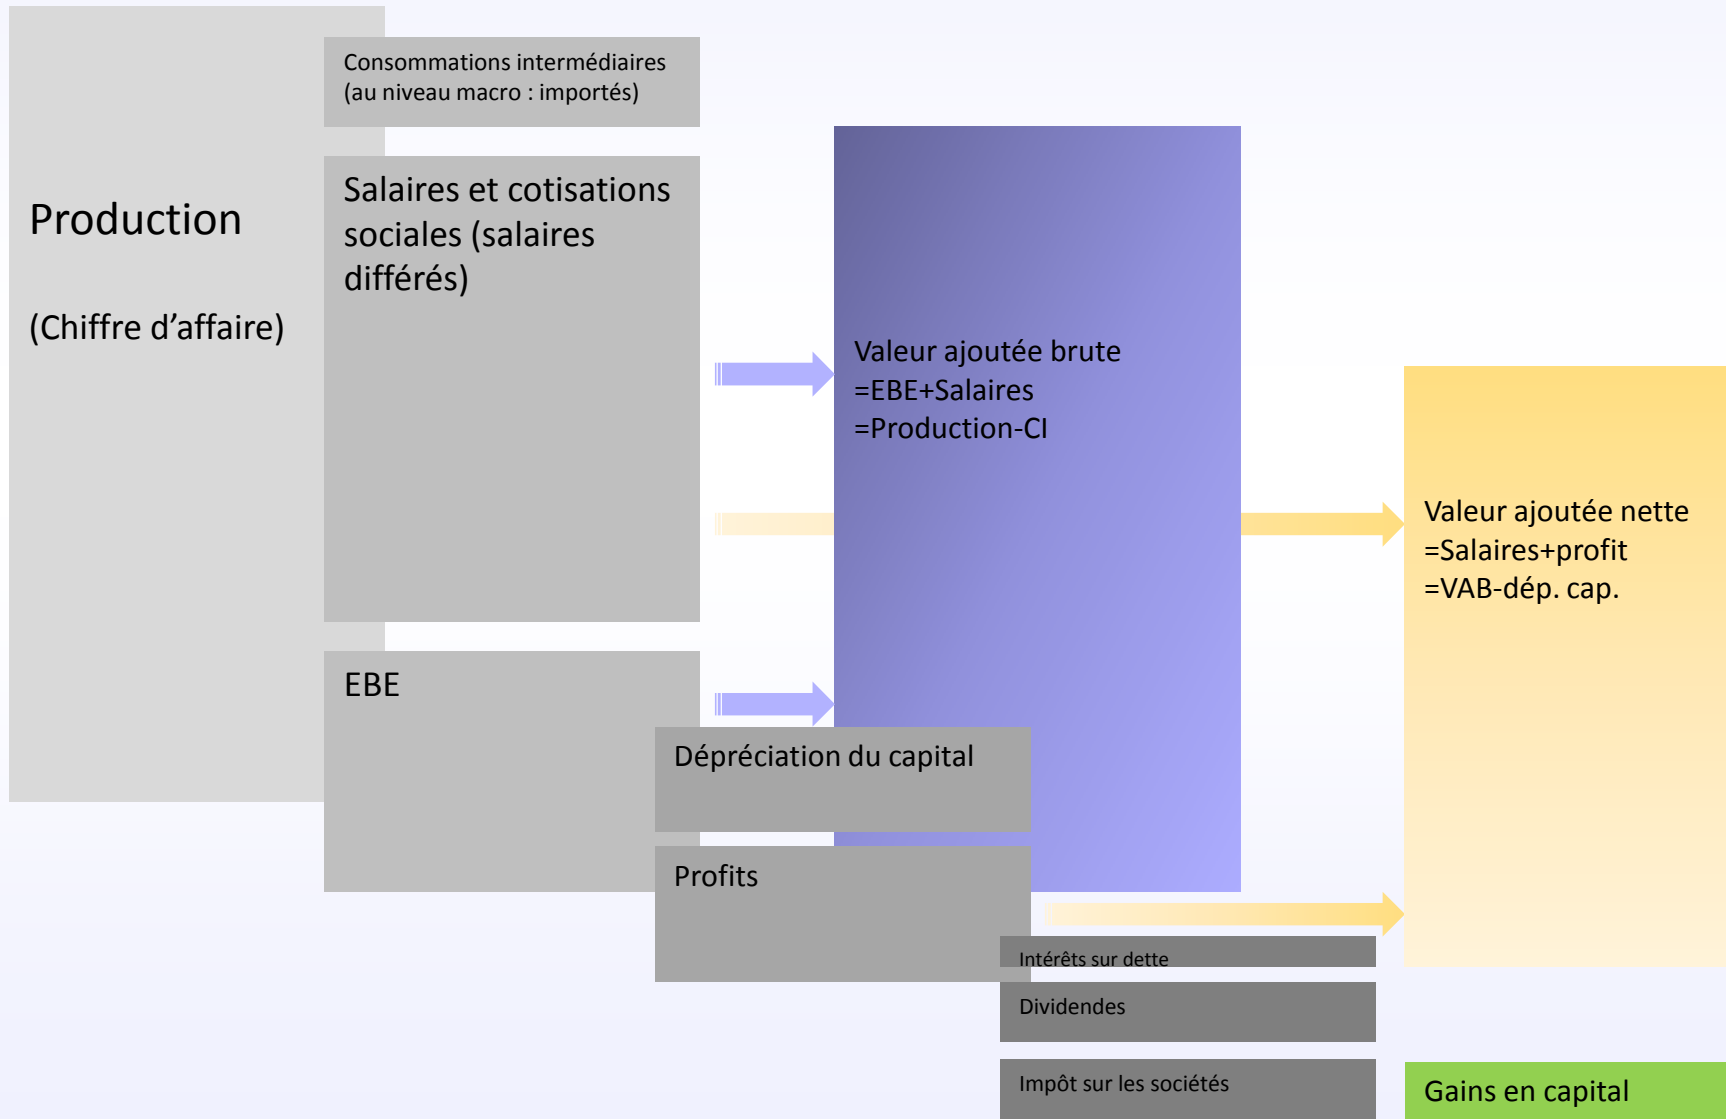 Consommations intermédiaires
(au niveau macro : importés)
Production
(Chiffre d’affaire)
Salaires et cotisations
sociales (salaires
différés)
Valeur ajoutée brute
=EBE+Salaires
=Production-CI
Valeur ajoutée nette
=Salaires+profit
=VAB-dép. cap.
EBE
Dépréciation du capital
Profits
Intérêts sur dette
Dividendes
Impôt sur les sociétés
Gains en capital